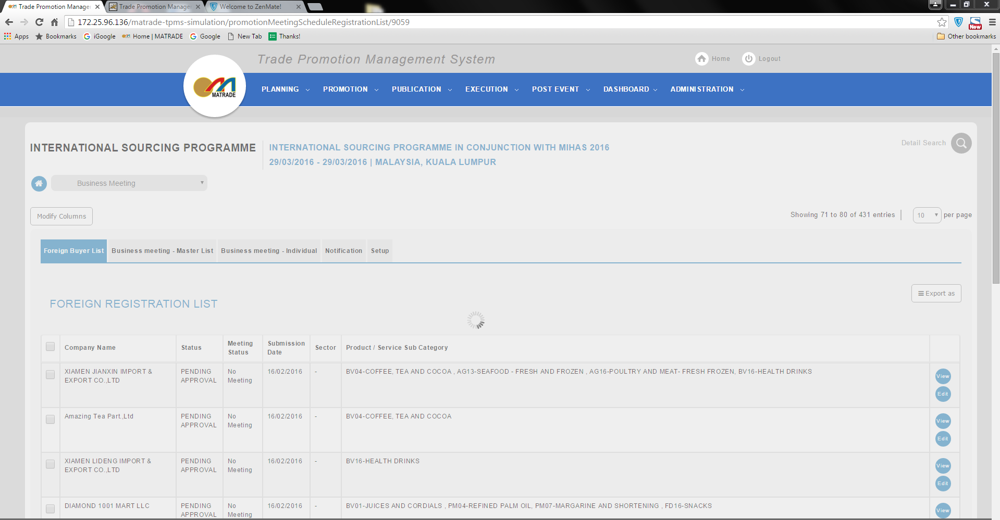 Trade Promotion Manage
Trade Promotion Manage
Welcome to ZenMate!
172.25.96.136/matrade-tpms-simulation/promotionMeetingScheduleRegistrationList/9059
New
Apps Bookmarks iGoogle Home | MATRADE Google New Tab Thanks! Other bookmarks
Trade Promotion Management System
Home Logout
MATRADE
PLANNING PROMOTION PUBLICATION EXECUTION POST EVENT DASHBOARD ADMINISTRATION
INTERNATIONAL SOURCING PROGRAMME
INTERNATIONAL SOURCING PROGRAMME IN CONJUNCTION WITH MIHAS 2016
29/03/2016 - 29/03/2016 | MALAYSIA, KUALA LUMPUR
Detail Search
Business Meeting
Modify Columns
Showing 71 to 80 of 431 entries
10 per page
Foreign Buyer List Business meeting - Master List Business meeting - Individual Notification Setup
Export as
FOREIGN REGISTRATION LIST
Company Name Status Meeting Status Submission Date Sector Product / Service Sub Category
XIAMEN JIANXIN IMPORT & EXPORT CO.,LTD PENDING APPROVAL No Meeting 16/02/2016 - BV04-COFFEE, TEA AND COCOA , AG13-SEAFOOD - FRESH AND FROZEN , AG16-POULTRY AND MEAT- FRESH FROZEN, BV16-HEALTH DRINKS View Edit
Amazing Tea Part.,Ltd PENDING APPROVAL No Meeting 16/02/2016 - BV04-COFFEE, TEA AND COCOA View Edit
XIAMEN LIDENG IMPORT & EXPORT CO.,LTD PENDING APPROVAL No Meeting 16/02/2016 - BV16-HEALTH DRINKS View Edit
DIAMOND 1001 MART LLC PENDING APPROVAL No Meeting 16/02/2016 - BV01-JUICES AND CORDIALS , PM04-REFINED PALM OIL, PM07-MARGARINE AND SHORTENING , FD16-SNACKS View